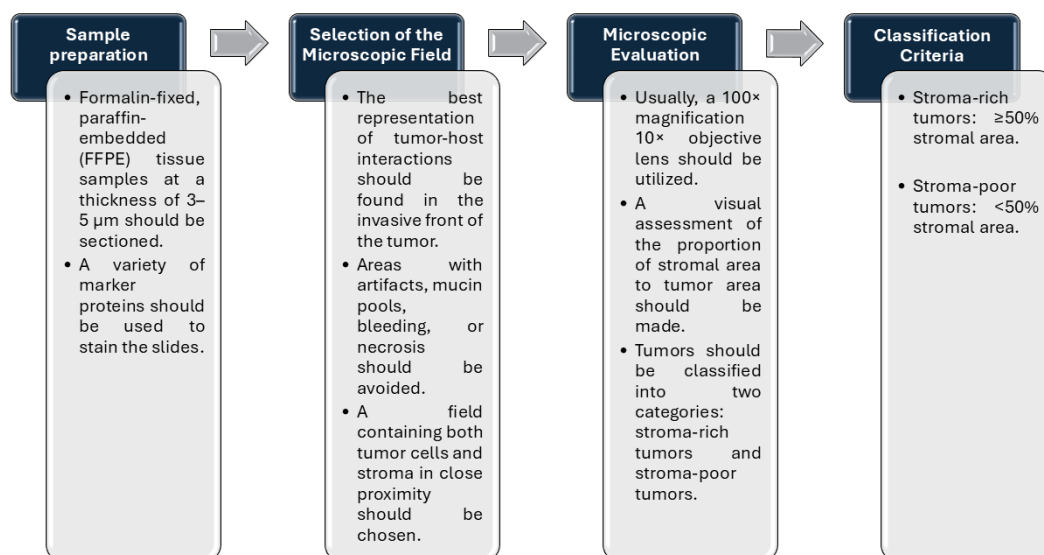 Sample
preparation
• Formalin-fixed,
paraffin-
embedded
(FFPE) tissue
samples at a
thickness of 3–
5 µm should be
sectioned.
• A variety of
marker
proteins should
be used to
stain the slides.
Selection of the
Microscopic Field
• The best
representation
of tumor-host
interactions
should be
found in the
invasive front of
the tumor.
• Areas with
artifacts, mucin
pools,
bleeding, or
necrosis
should be
avoided.
• A field
containing both
tumor cells and
stroma in close
proximity
should be
chosen.
Microscopic
Evaluation
• Usually, a 100×
magnification
10× objective
lens should be
utilized.
• A visual
assessment of
the proportion
of stromal area
to tumor area
should be
made.
• Tumors should
be classified
into two
categories:
stroma-rich
tumors and
stroma-poor
tumors.
Classification
Criteria
• Stroma-rich
tumors: ≥50%
stromal area.
• Stroma-poor
tumors: <50%
stromal area.